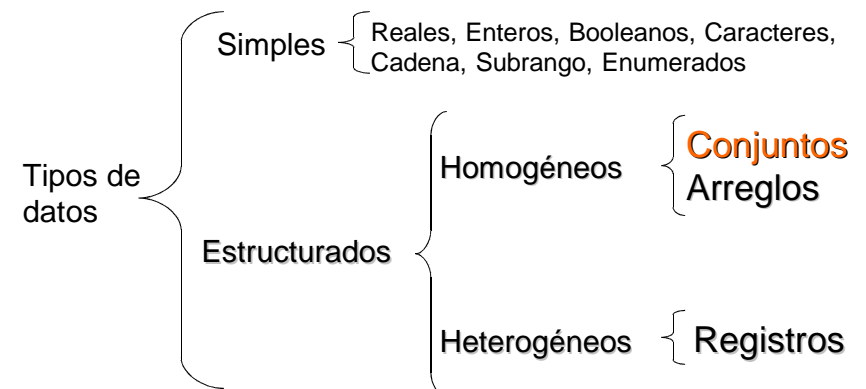 Simples
Reales, Enteros, Booleanos, Caracteres,
Cadena, Subrango, Enumerados
Tipos de
datos
Estructurados
Homogéneos
Conjuntos
Arreglos
Heterogéneos
Registros